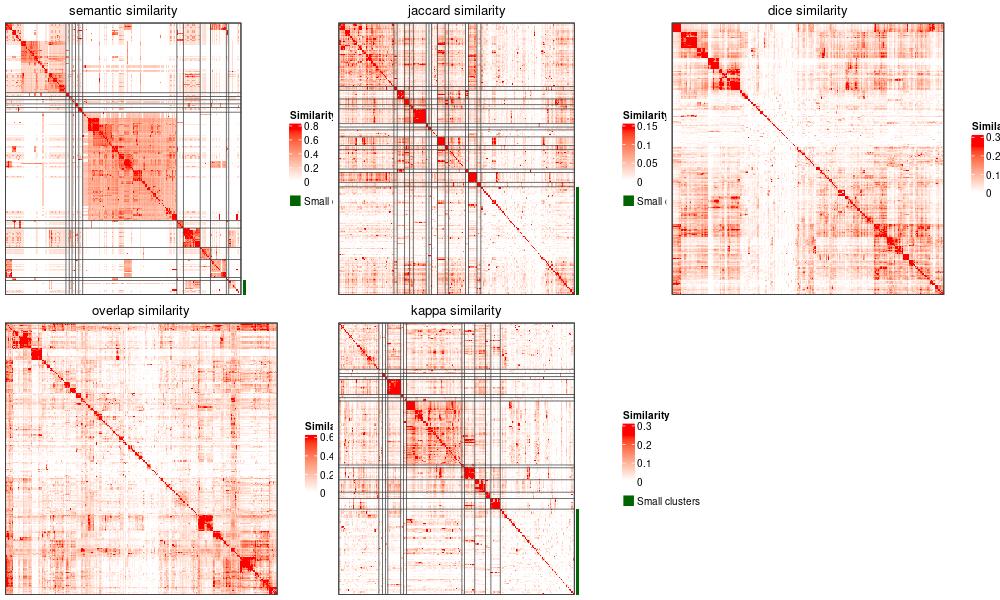 semantic similarity
Similarity
0.8
0.6
0.4
0.2
0
Small
jaccard similarity
Similarity
0.15
0.1
0.05
0
Small
dice similarity
Simila
0.3
0.2
0.1
0
overlap similarity
Simila
0.6
0.4
0.2
0
kappa similarity
Similarity
0.3
0.2
0.1
0
Small clusters